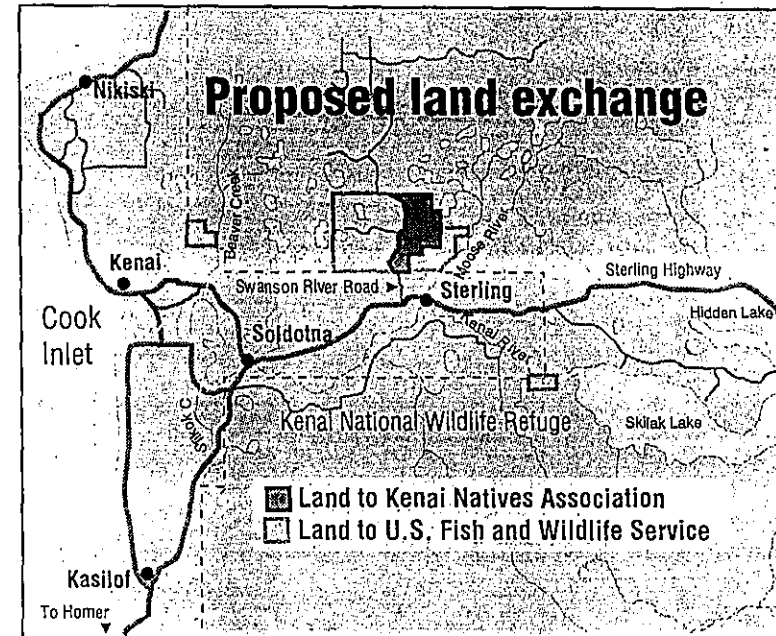 Nikiski
Proposed land exchange
Beaver Creek
Moose River
Kenai
Swanson River Road
Sterling
Sterling Highway
Hidden Lake
Cook
Inlet
Soldotna
Kenai River
Kenai National Wildlife Refuge
Skilak Lake
Land to Kenai Natives Association
Land to U.S. Fish and Wildlife Service
Kasilof
To Homer